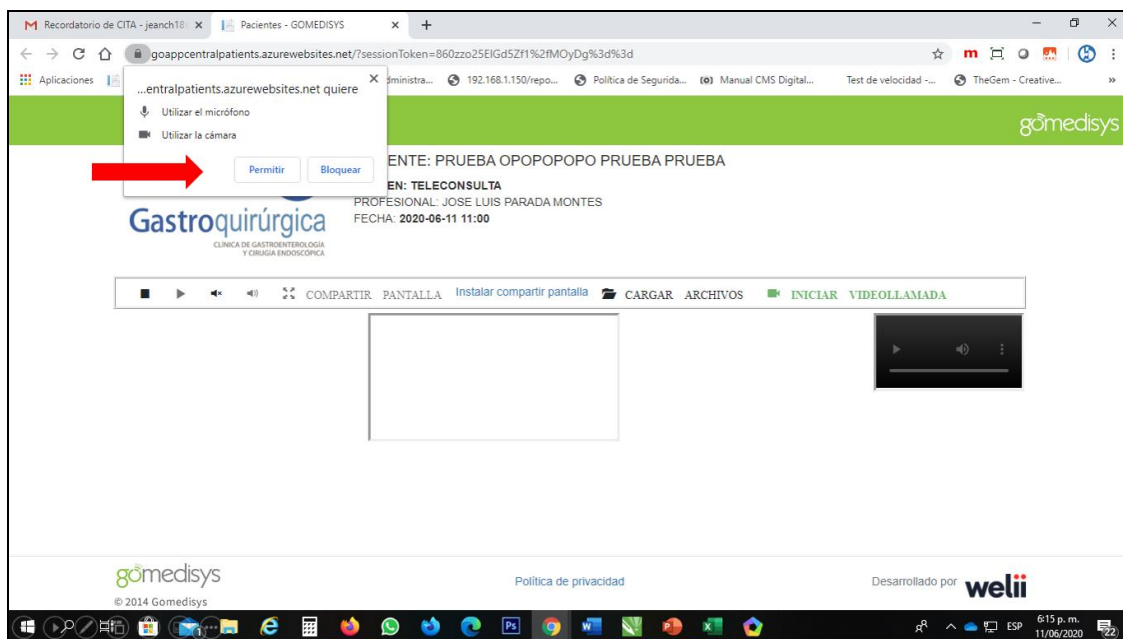 Recordatorio de CITA - jeanch18
Pacientes - GOMEDISYS
goappcentralpatients.azurewebsites.net/?sessionToken=860zzo25ElGd5Zf1%2fMOyDg%3d%3d
Aplicaciones
dministra...
192.168.1.150/repo...
Política de Segurida...
Manual CMS Digital...
Test de velocidad -...
TheGem - Creative...
...entralpatients.azurewebsites.net quiere
Utilizar el micrófono
Utilizar la cámara
Permitir Bloquear
gomedisys
ENTE: PRUEBA OPOPOPOPO PRUEBA PRUEBA
EN: TELECONSULTA
PROFESIONAL: JOSE LUIS PARADA MONTES
FECHA: 2020-06-11 11:00
Gastroquirúrgica
CLÍNICA DE GASTROENTEROLOGÍA
Y CIRUGÍA ENDOSCÓPICA
COMPARTIR PANTALLA Instalar compartir pantalla CARGAR ARCHIVOS INICIAR VIDEOLLAMADA
gomedisys
© 2014 Gomedisys
Política de privacidad
Desarrollado por welii
ESP
6:15 p. m.
11/06/2020
22